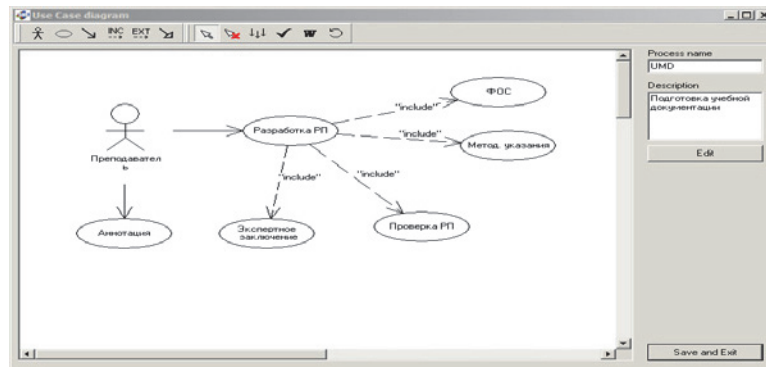 Use Case diagram
INC EXT W
Process name
UMD
Description
Подготовка учебной
документации
Edit
ФОС
"include"
Разработка РП
"include"
Метод. указания
Преподавател
ь
"include"
"include"
Аннотация
Экспертное
заключение
Проверка РП
Save and Exit